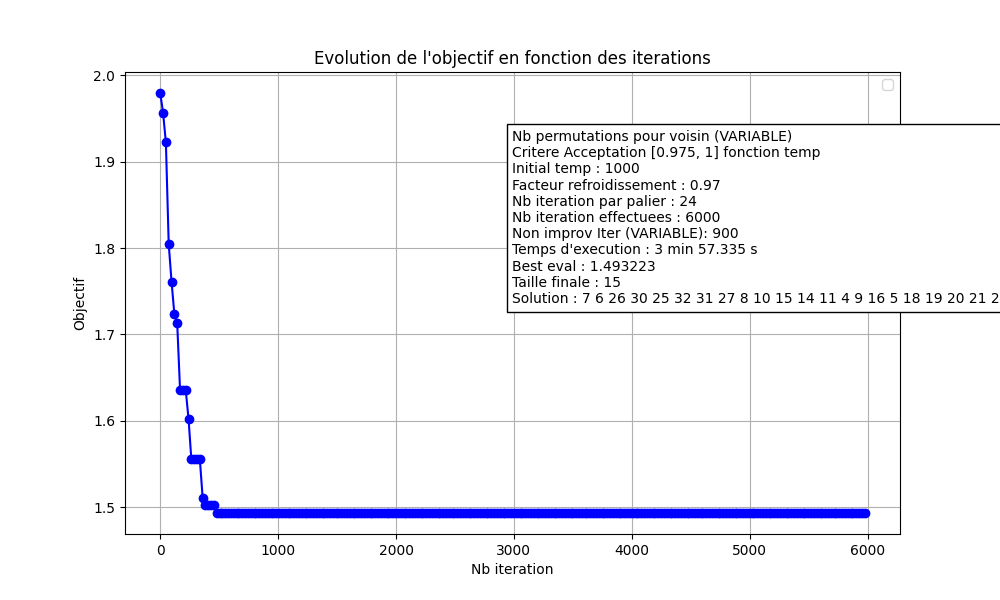 Evolution de l'objectif en fonction des iterations
2.0
1.9
1.8
1.7
1.6
1.5
Objectif
Nb permutations pour voisin (VARIABLE)
Critere Acceptation [0.975, 1] fonction temp
Initial temp : 1000
Facteur refroidissement : 0.97
Nb iteration par palier : 24
Nb iteration effectuees : 6000
Non improv Iter (VARIABLE): 900
Temps d'execution : 3 min 57.335 s
Best eval : 1.493223
Taille finale : 15
Solution : 7 6 26 30 25 32 31 27 8 10 15 14 11 4 9 16 5 18 19 20 21 2
0 1000 2000 3000 4000 5000 6000
Nb iteration